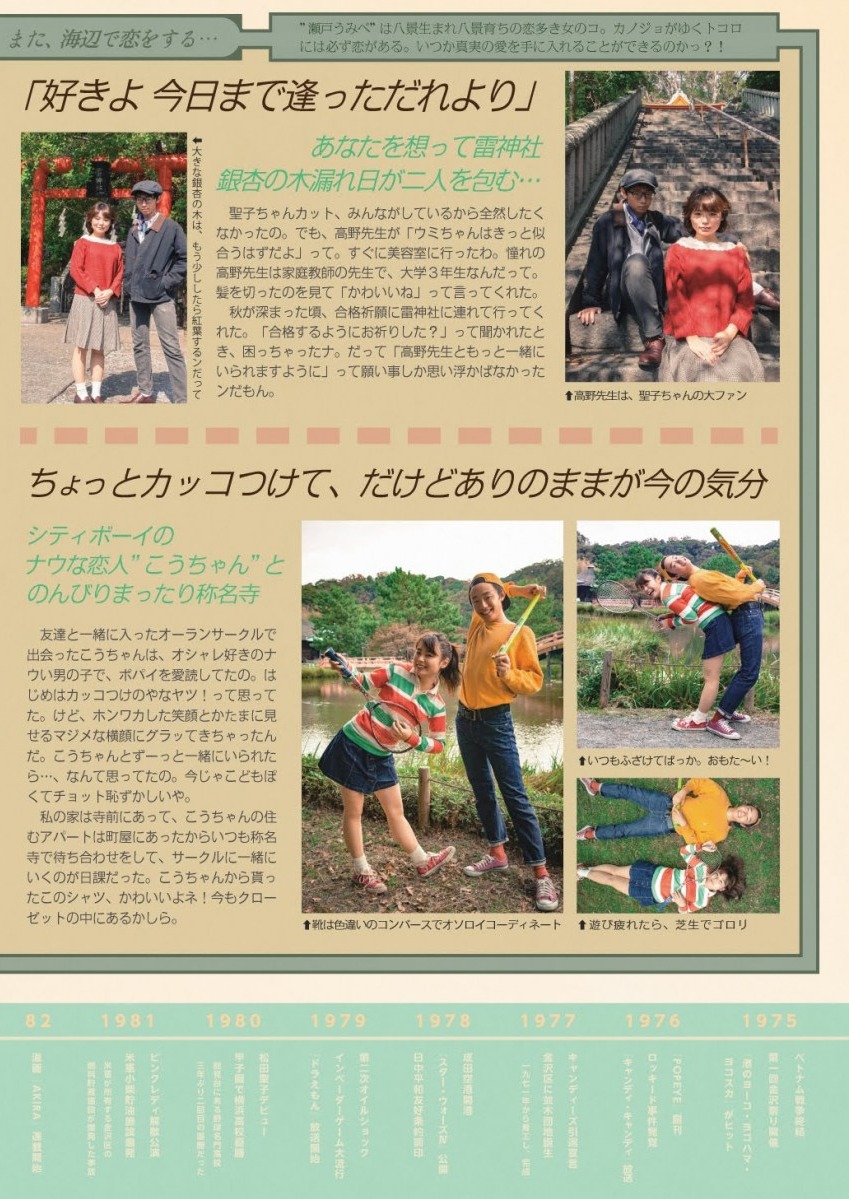 また、海辺で恋をする…
"瀬戸うみべ"は八景生まれ八景育ちの恋多き女のコ。カノジョがゆくトコロ
には必ず恋がある。いつか真実の愛を手に入れることができるのかっ?!
「好きよ 今日まで逢っただれより」
⬆大きな銀杏の木は、もう少ししたら紅葉するンだって
あなたを想って雷神社
銀杏の木漏れ日が二人を包む…
聖子ちゃんカット、みんながしているから全然したく
なかったの。でも、高野先生が「ウミちゃんはきっと似
合うはずだよ」って。すぐに美容室に行ったわ。憧れの
高野先生は家庭教師の先生で、大学3年生なんだって。
髪を切ったのを見て「かわいいね」って言ってくれた。
秋が深まった頃、合格祈願に雷神社に連れて行ってく
れた。「合格するようにお祈りした?」って聞かれたと
き、困っちゃったナ。だって「高野先生ともっと一緒に
いられますように」って願い事しか思い浮かばなかった
ンだもん。
⬆高野先生は、聖子ちゃんの大ファン
ちょっとカッコつけて、だけどありのままが今の気分
シティボーイの
ナウな恋人"こうちゃん"と
のんびりまったり称名寺
友達と一緒に入ったオーランサークルで
出会ったこうちゃんは、オシャレ好きのナ
ウい男の子で、ポパイを愛読してたの。は
じめはカッコつけのやなヤツ!って思って
た。けど、ホンワカした笑顔とかたまに見
せるマジメな横顔にグラッてきちゃったん
だ。こうちゃんとずーっと一緒にいられた
ら…、なんて思ってたの。今じゃこどもぽ
くてチョット恥ずかしいや。
私の家は寺前にあって、こうちゃんの住
むアパートは町屋にあったからいつも称名
寺で待ち合わせをして、サークルに一緒に
いくのが日課だった。こうちゃんから貰っ
たこのシャツ、かわいいよネ!今もクロー
ゼットの中にあるかしら。
⬆靴は色違いのコンバースでオソロイコーディネート
⬆いつもふざけてばっか。おもた〜い!
⬆遊び疲れたら、芝生でゴロリ
82 1981 1980 1979 1978 1977 1976 1975
ベトナム戦争終結
第一回金沢祭り開催
"港のヨーコ・ヨコハマ・
ヨコスカ"がヒット
"POPEYE"創刊
ロッキード事件発覚
"キャンディ・キャンディ"放送
キャンディーズ引退宣言
金沢区に並木団地誕生
成田空港開港
"スター・ウォーズⅣ"公開
日中平和友好条約調印
第二次オイルショック
インベーダーゲーム大流行
"ドラえもん"放送開始
松田聖子デビュー
甲子園で横浜高校優勝
ピンクレディ解散公演
米軍小柴貯油施設爆発
漫画"AKIRA"連載開始